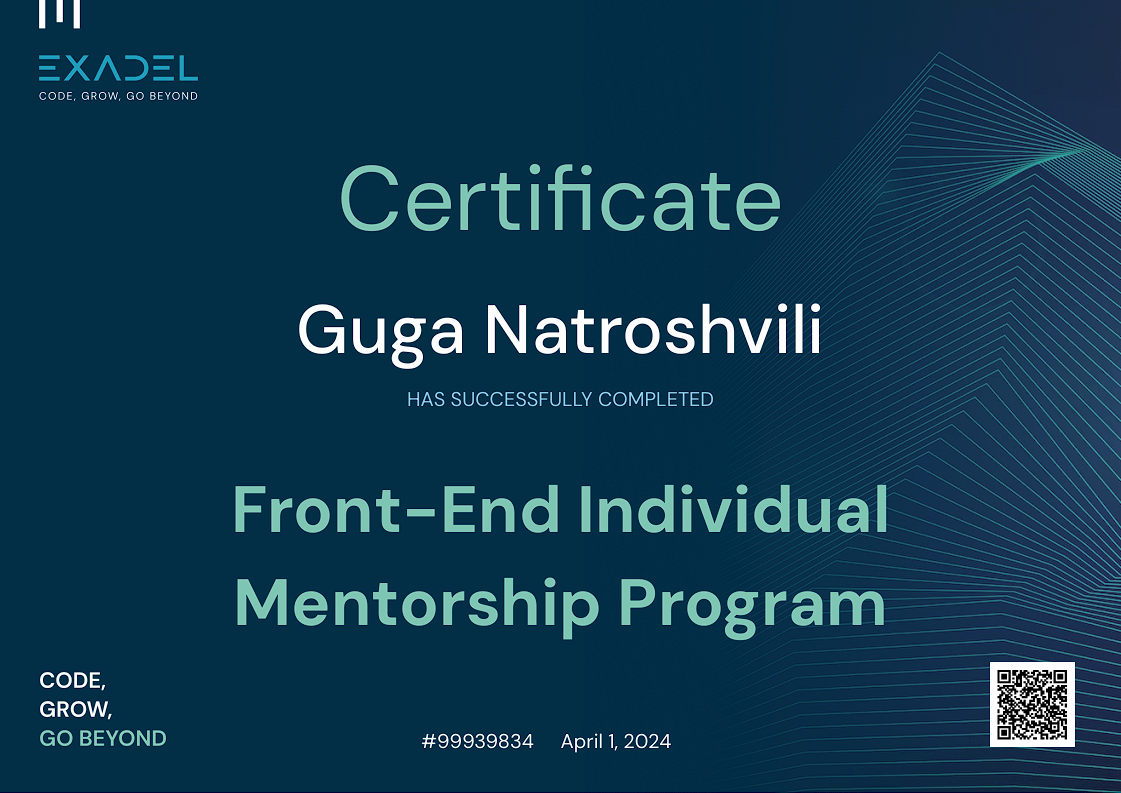 EXADEL
CODE, GROW, GO BEYOND
Certificate
Guga Natroshvili
HAS SUCCESSFULLY COMPLETED
Front-End Individual
Mentorship Program
CODE,
GROW,
GO BEYOND
#99939834 April 1, 2024